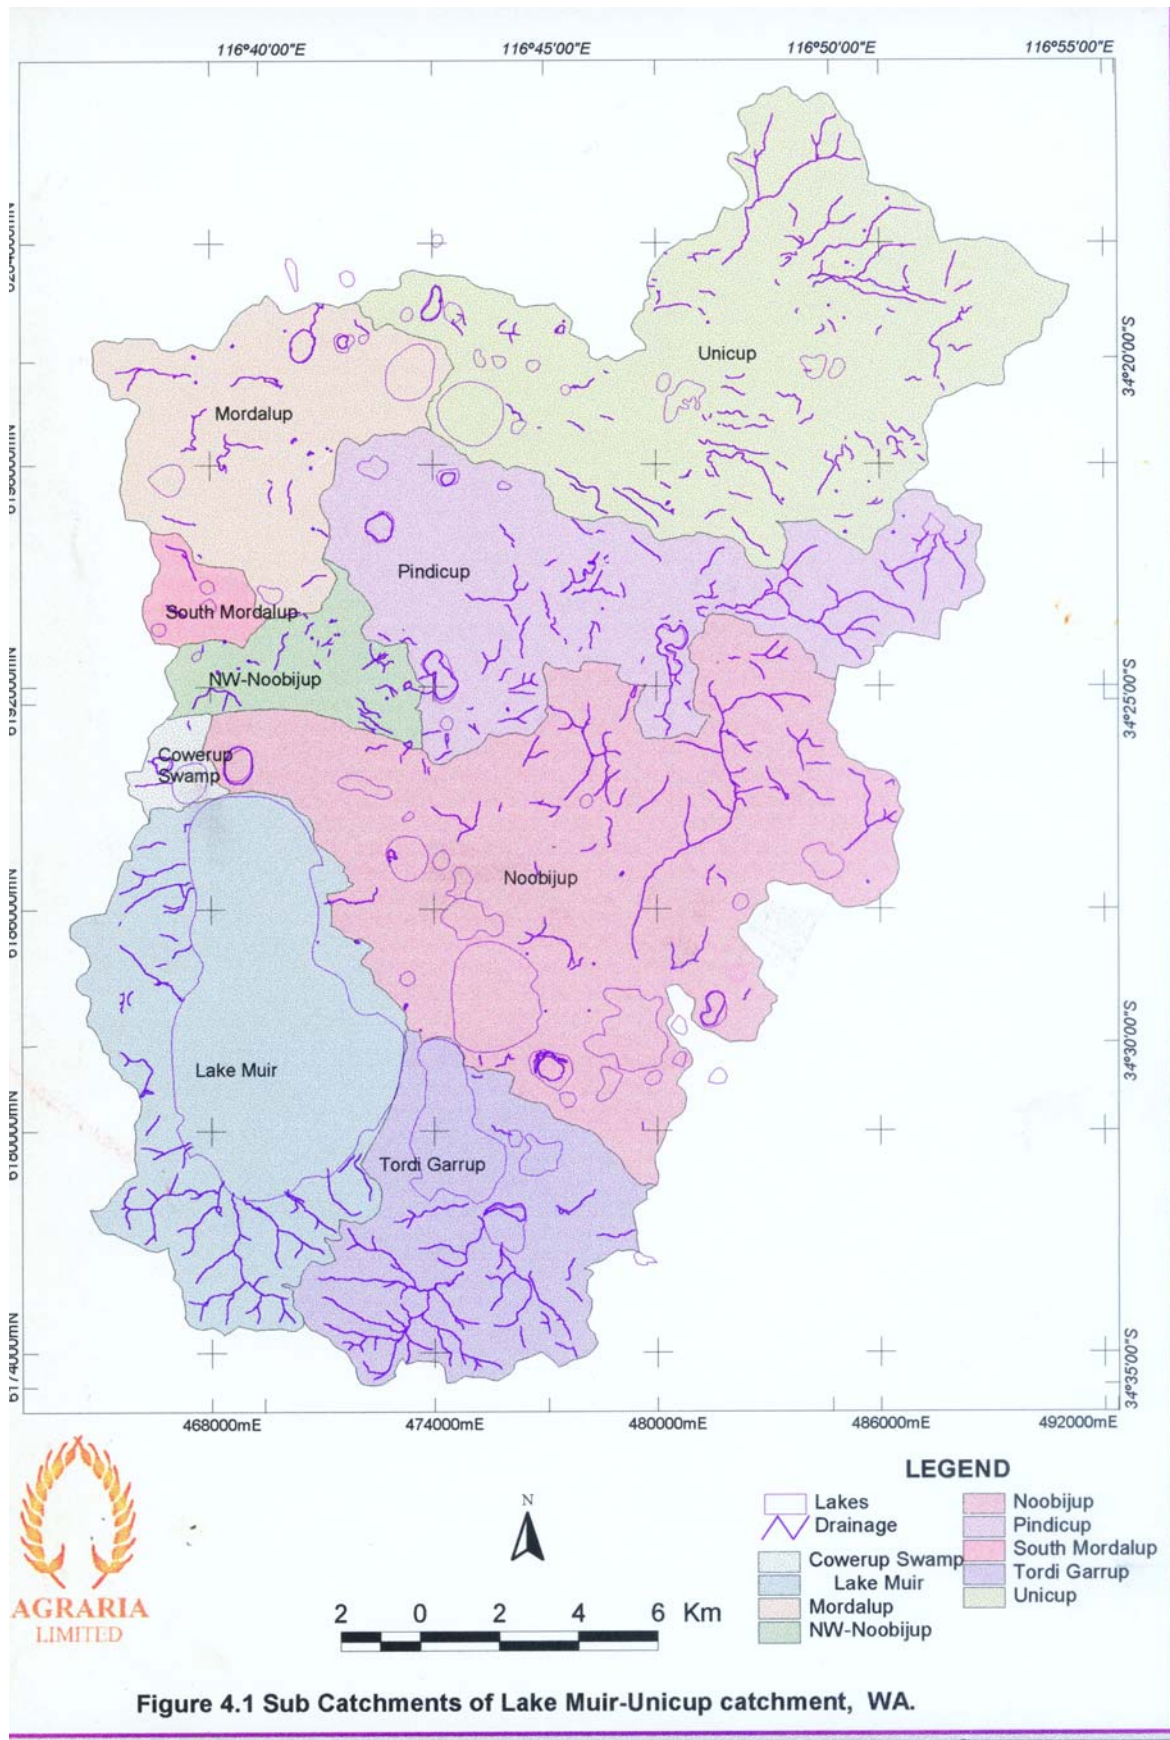 116°40'00"E 116°45'00"E 116°50'00"E 116°55'00"E
34°20'00"S
Unicup
Mordalup
Pindicup
South Mordalup
NW-Noobijup
34°25'00"S
Cowerup
Swamp
Noobijup
34°30'00"S
Lake Muir
Tordi Garrup
34°35'00"S
6174000mN
468000mE 474000mE 480000mE 486000mE 492000mE
AGRARIA
LIMITED
N
2 0 2 4 6 Km
LEGEND
Lakes
Drainage
Cowerup Swamp
Lake Muir
Mordalup
NW-Noobijup
Noobijup
Pindicup
South Mordalup
Tordi Garrup
Unicup
Figure 4.1 Sub Catchments of Lake Muir-Unicup catchment, WA.